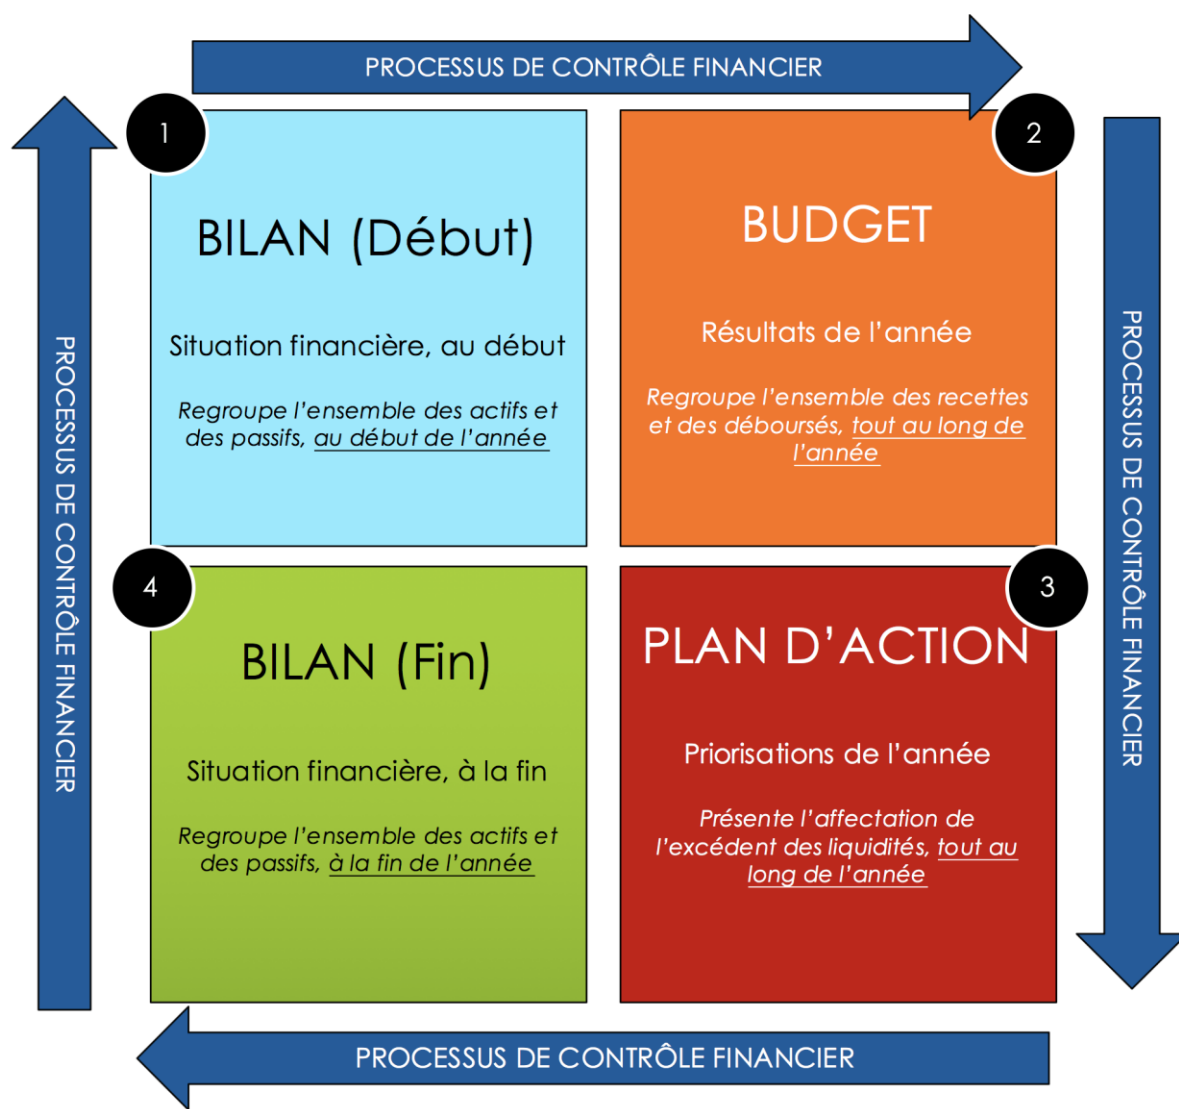 PROCESSUS DE CONTRÔLE FINANCIER
1
BILAN (Début)
Situation financière, au début
Regroupe l'ensemble des actifs et
des passifs, au début de l'année
2
BUDGET
Résultats de l'année
Regroupe l'ensemble des recettes
et des déboursés, tout au long de
l'année
PROCESSUS DE CONTRÔLE FINANCIER
3
PLAN D'ACTION
Priorisations de l'année
Présente l'affectation de
l'excédent des liquidités, tout au
long de l'année
PROCESSUS DE CONTRÔLE FINANCIER
4
BILAN (Fin)
Situation financière, à la fin
Regroupe l'ensemble des actifs et
des passifs, à la fin de l'année
PROCESSUS DE CONTRÔLE FINANCIER